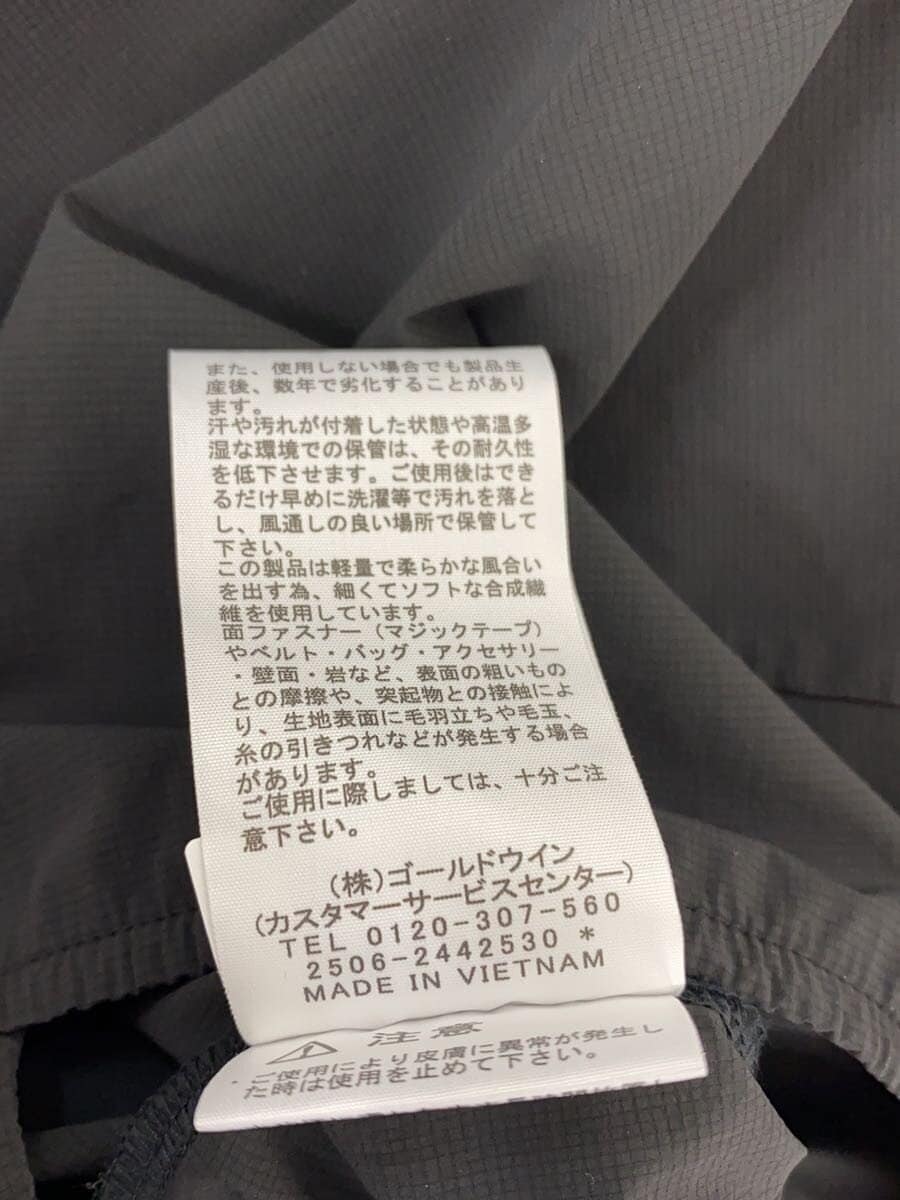 また、使用しない場合でも製品生
産後、数年で劣化することがあり
ます。
汗や汚れが付着した状態や高温多
湿な環境での保管は、その耐久性
を低下させます。ご使用後はでき
るだけ早めに洗濯等で汚れを落と
し、風通しの良い場所で保管して
下さい。
この製品は軽量で柔らかな風合い
を出す為、細くてソフトな合成繊
維を使用しています。
面ファスナー（マジックテープ）
やベルト・バッグ・アクセサリー
・壁面・岩など、表面の粗いもの
との摩擦や、突起物との接触によ
り、生地表面に毛羽立ちや毛玉、
糸の引きつれなどが発生する場合
があります。
ご使用に際しましては、十分ご注
意下さい。
(株)ゴールドウイン
(カスタマーサービスセンター)
TEL 0120-307-560
2506-2442530 *
MADE IN VIETNAM
注意
・ご使用により皮膚に異常が発生し
た時は使用を止めて下さい。